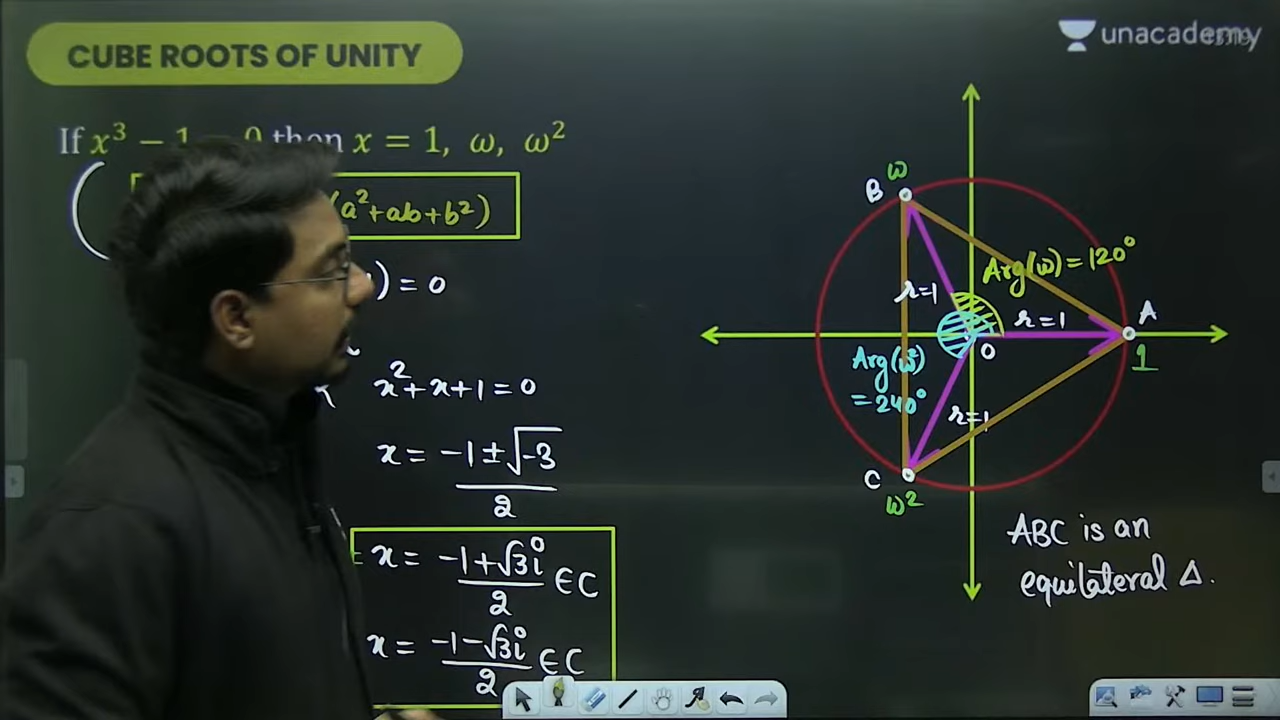 CUBE ROOTS OF UNITY
unacademy
If x³ − 1 = 0 then x = 1, ω, ω²
(a²+ab+b²)
) = 0
x²+x+1=0
x = -1±√-3
2
x = -1+√3i
2
∈C
x = -1-√3i
2
∈C
B
ω
Arg(ω)=120°
r=1
r=1
A
O
1
Arg(ω²)
=240°
r=1
C
ω²
ABC is an
equilateral Δ.